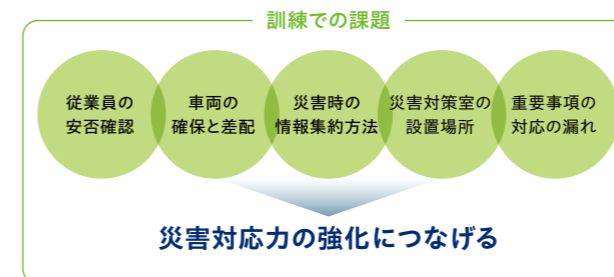 訓練での課題
従業員の
安否確認
車両の
確保と差配
災害時の
情報集約方法
災害対策室の
設置場所
重要事項の
対応の漏れ
災害対応力の強化につなげる